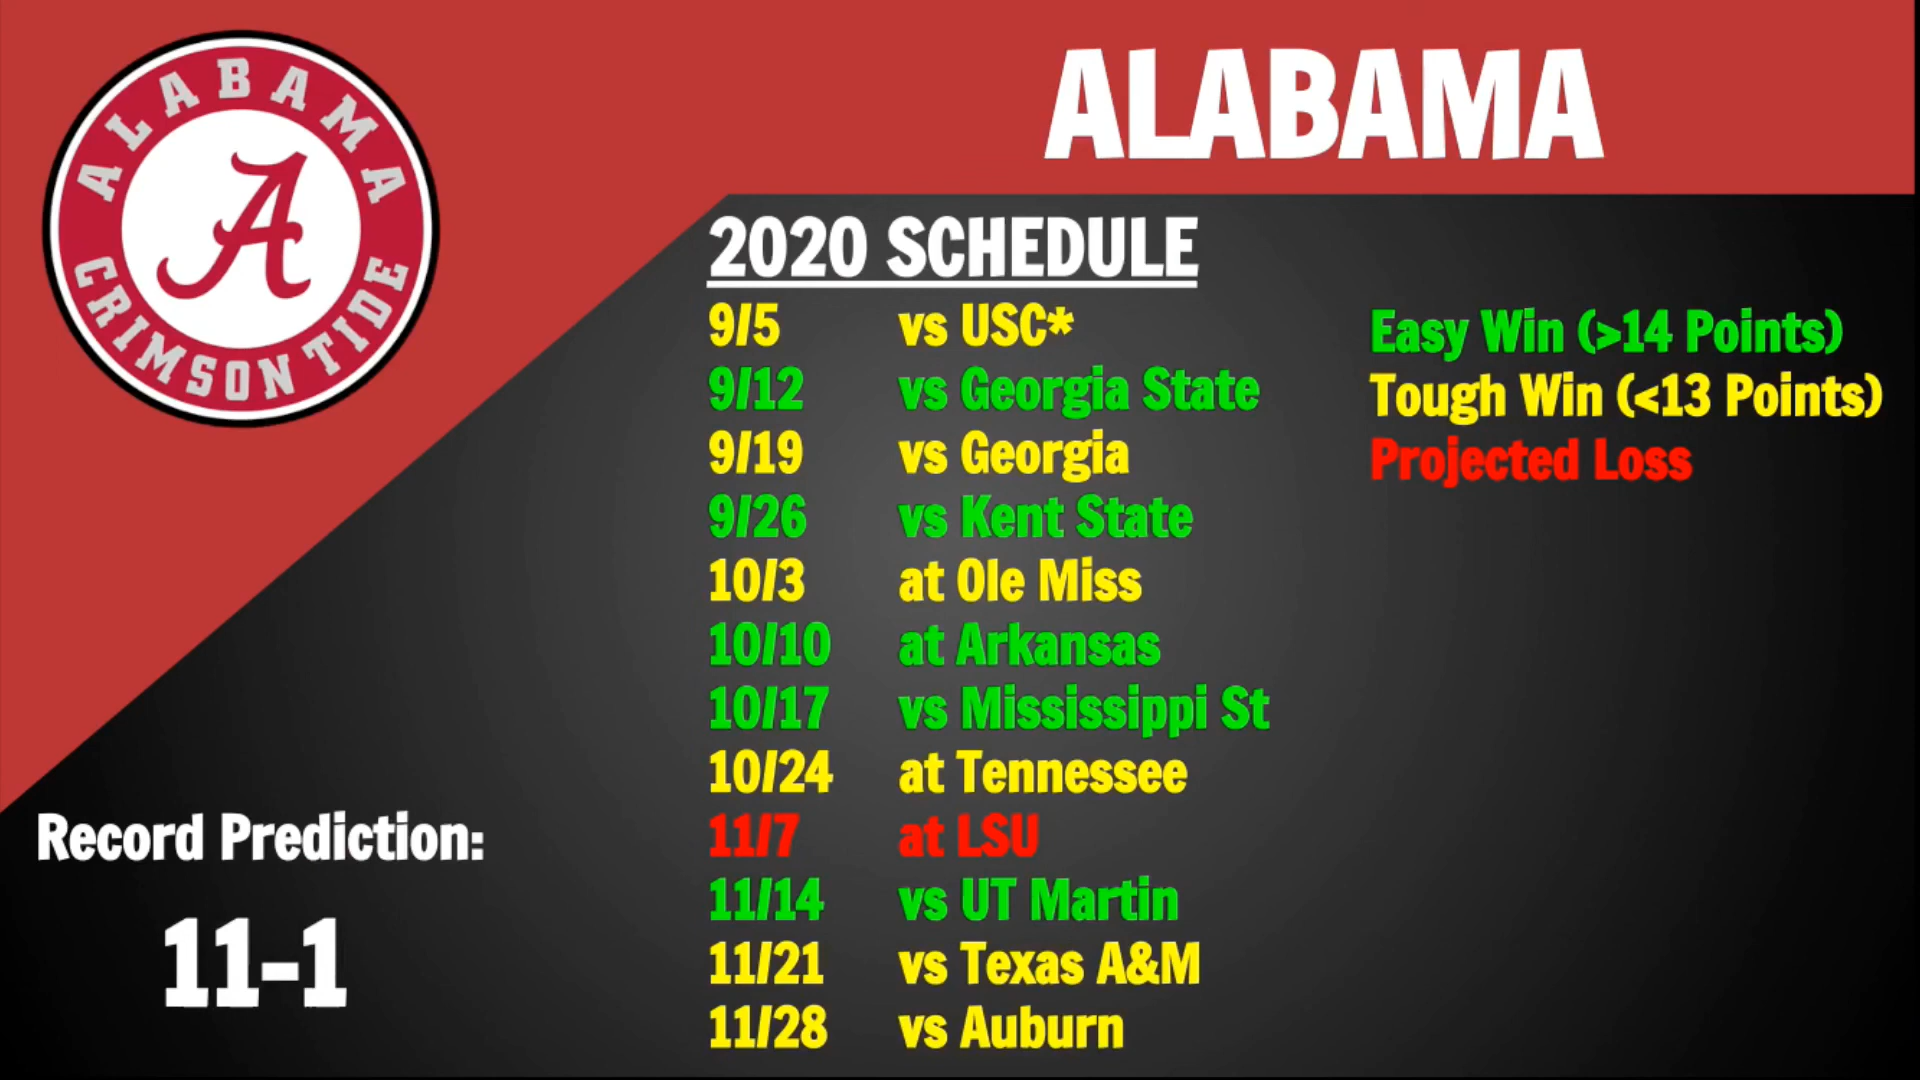 ALABAMA
CRIMSON TIDE
A
ALABAMA
2020 SCHEDULE
9/5 vs USC*
9/12 vs Georgia State
9/19 vs Georgia
9/26 vs Kent State
10/3 at Ole Miss
10/10 at Arkansas
10/17 vs Mississippi St
10/24 at Tennessee
11/7 at LSU
11/14 vs UT Martin
11/21 vs Texas A&M
11/28 vs Auburn
Easy Win (>14 Points)
Tough Win (<13 Points)
Projected Loss
Record Prediction:
11-1